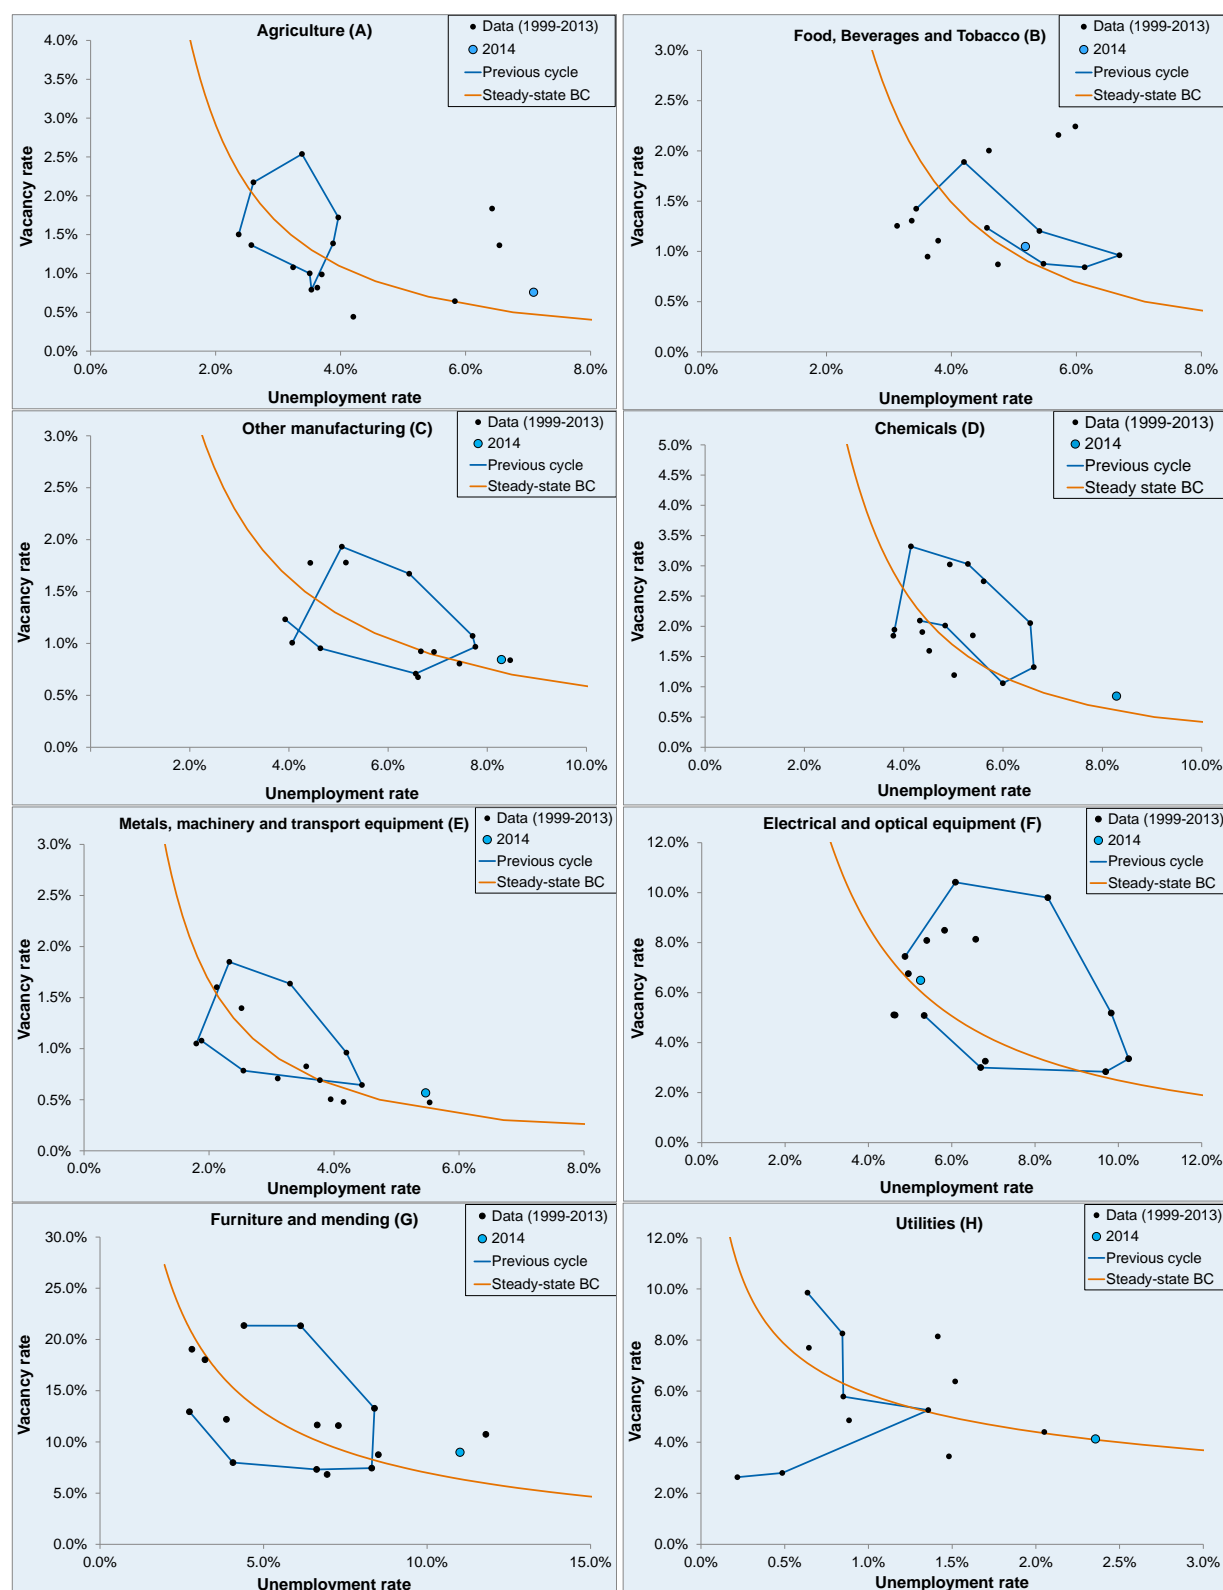 Agriculture (A)
Data (1999-2013)
2014
Previous cycle
Steady-state BC
4.0%
3.5%
3.0%
2.5%
2.0%
1.5%
1.0%
0.5%
0.0%
Vacancy rate
0.0% 2.0% 4.0% 6.0% 8.0%
Unemployment rate
Food, Beverages and Tobacco (B)
Data (1999-2013)
2014
Previous cycle
Steady-state BC
3.0%
2.5%
2.0%
1.5%
1.0%
0.5%
0.0%
Vacancy rate
0.0% 2.0% 4.0% 6.0% 8.0%
Unemployment rate
Other manufacturing (C)
Data (1999-2013)
2014
Previous cycle
Steady-state BC
3.0%
2.5%
2.0%
1.5%
1.0%
0.5%
0.0%
Vacancy rate
2.0% 4.0% 6.0% 8.0% 10.0%
Unemployment rate
Chemicals (D)
Data (1999-2013)
2014
Previous cycle
Steady state BC
5.0%
4.5%
4.0%
3.5%
3.0%
2.5%
2.0%
1.5%
1.0%
0.5%
0.0%
Vacancy rate
0.0% 2.0% 4.0% 6.0% 8.0% 10.0%
Unemployment rate
Metals, machinery and transport equipment (E)
Data (1999-2013)
2014
Previous cycle
Steady-state BC
3.0%
2.5%
2.0%
1.5%
1.0%
0.5%
0.0%
Vacancy rate
0.0% 2.0% 4.0% 6.0% 8.0%
Unemployment rate
Electrical and optical equipment (F)
Data (1999-2013)
2014
Previous cycle
Steady-state BC
12.0%
10.0%
8.0%
6.0%
4.0%
2.0%
0.0%
Vacancy rate
0.0% 2.0% 4.0% 6.0% 8.0% 10.0% 12.0%
Unemployment rate
Furniture and mending (G)
Data (1999-2013)
2014
Previous cycle
Steady-state BC
30.0%
25.0%
20.0%
15.0%
10.0%
5.0%
0.0%
Vacancy rate
0.0% 5.0% 10.0% 15.0%
Unemployment rate
Utilities (H)
Data (1999-2013)
2014
Previous cycle
Steady-state BC
12.0%
10.0%
8.0%
6.0%
4.0%
2.0%
0.0%
Vacancy rate
0.0% 0.5% 1.0% 1.5% 2.0% 2.5% 3.0%
Unemployment rate